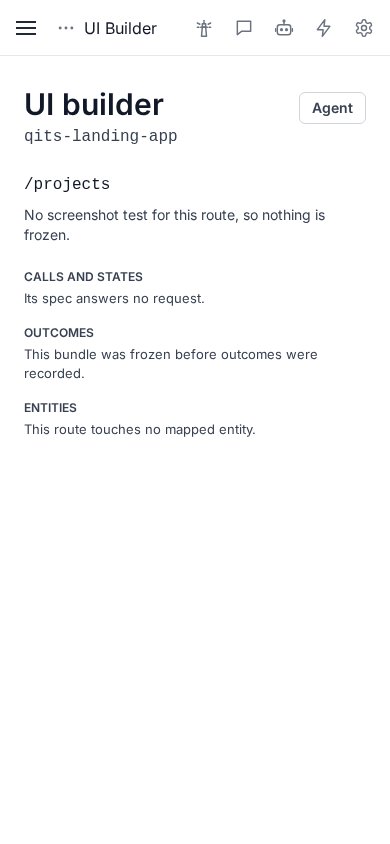 UI Builder
UI builder
Agent
qits-landing-app
/projects
No screenshot test for this route, so nothing is
frozen.
CALLS AND STATES
Its spec answers no request.
OUTCOMES
This bundle was frozen before outcomes were
recorded.
ENTITIES
This route touches no mapped entity.